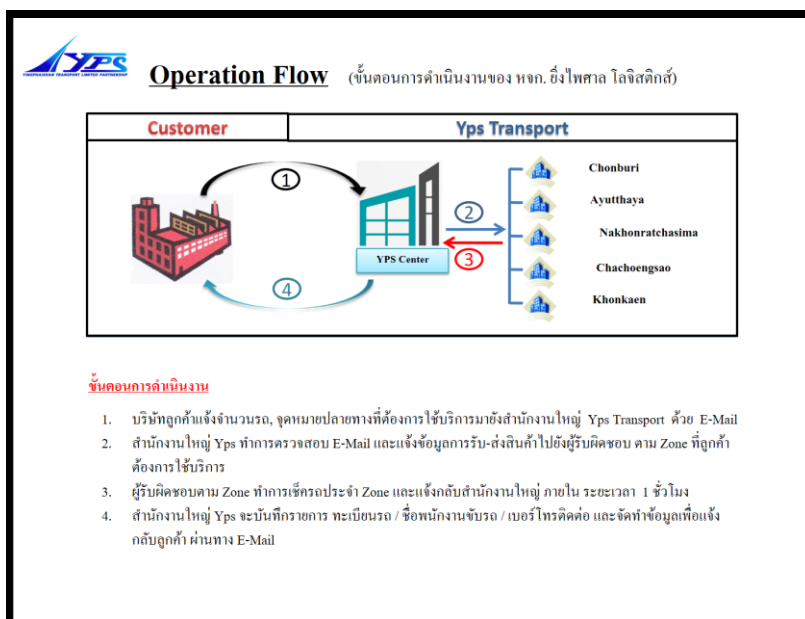 YPS
YINGPHAISARN TRANSPORT LIMITED PARTNERSHIP
Operation Flow (ขั้นตอนการดำเนินงานของ หจก. ยิ่งไพศาล โลจิสติกส์)
Customer
Yps Transport
1
2
3
4
YPS Center
Chonburi
Ayutthaya
Nakhonratchasima
Chachoengsao
Khonkaen
ขั้นตอนการดำเนินงาน
1. บริษัทลูกค้าแจ้งจำนวนรถ, จุดหมายปลายทางที่ต้องการใช้บริการมายังสำนักงานใหญ่ Yps Transport ด้วย E-Mail
2. สำนักงานใหญ่ Yps ทำการตรวจสอบ E-Mail และแจ้งข้อมูลการรับ-ส่งสินค้าไปยังผู้รับผิดชอบ ตาม Zone ที่ลูกค้า
ต้องการใช้บริการ
3. ผู้รับผิดชอบตาม Zone ทำการเช็ครถประจำ Zone และแจ้งกลับสำนักงานใหญ่ ภายใน ระยะเวลา 1 ชั่วโมง
4. สำนักงานใหญ่ Yps จะบันทึกรายการ ทะเบียนรถ / ชื่อพนักงานขับรถ / เบอร์โทรติดต่อ และจัดทำข้อมูลเพื่อแจ้ง
กลับลูกค้า ผ่านทาง E-Mail